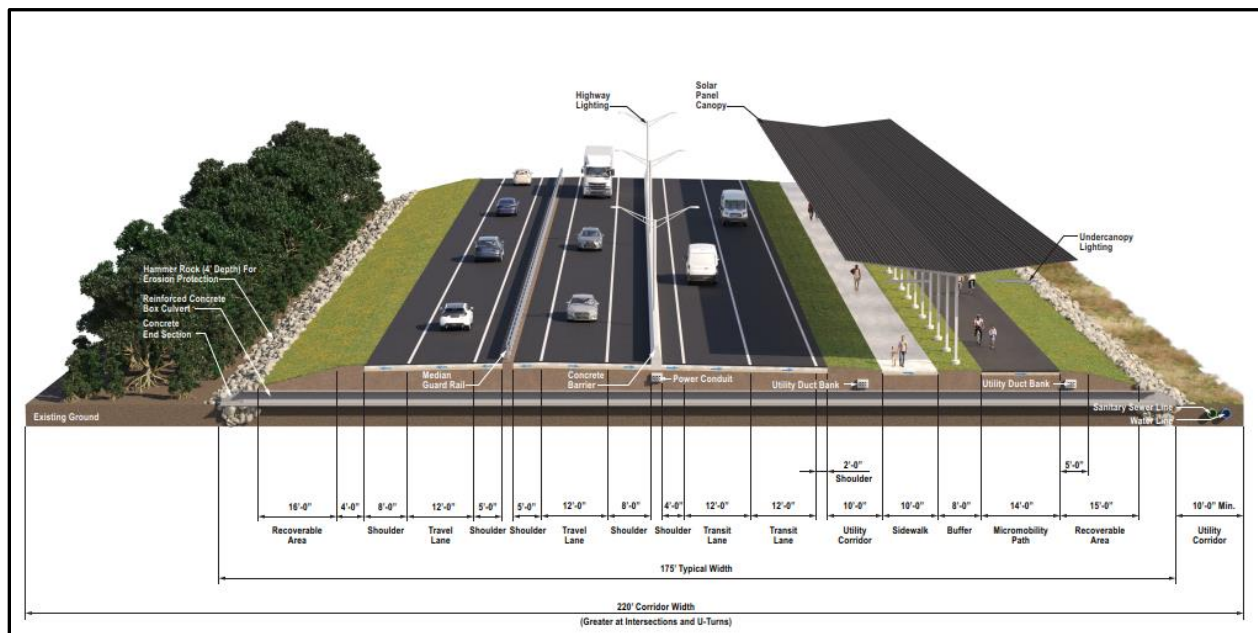 Highway
Lighting
Solar
Panel
Canopy
Undercanopy
Lighting
Hammer Rock (4' Depth) For
Erosion Protection
Reinforced Concrete
Box Culvert
Concrete
End Section
Median
Guard Rail
Concrete
Barrier
Power Conduit
Utility Duct Bank
Utility Duct Bank
Existing Ground
Sanitary Sewer Line
Water Line
2'-0"
Shoulder
5'-0"
16'-0"
Recoverable
Area
4'-0"
8'-0"
Shoulder
12'-0"
Travel
Lane
5'-0"
Shoulder
5'-0"
Shoulder
12'-0"
Travel
Lane
8'-0"
Shoulder
4'-0"
Shoulder
12'-0"
Transit
Lane
12'-0"
Transit
Lane
10'-0"
Utility
Corridor
10'-0"
Sidewalk
8'-0"
Buffer
14'-0"
Micromobility
Path
15'-0"
Recoverable
Area
10'-0" Min.
Utility
Corridor
175' Typical Width
220' Corridor Width
(Greater at Intersections and U-Turns)